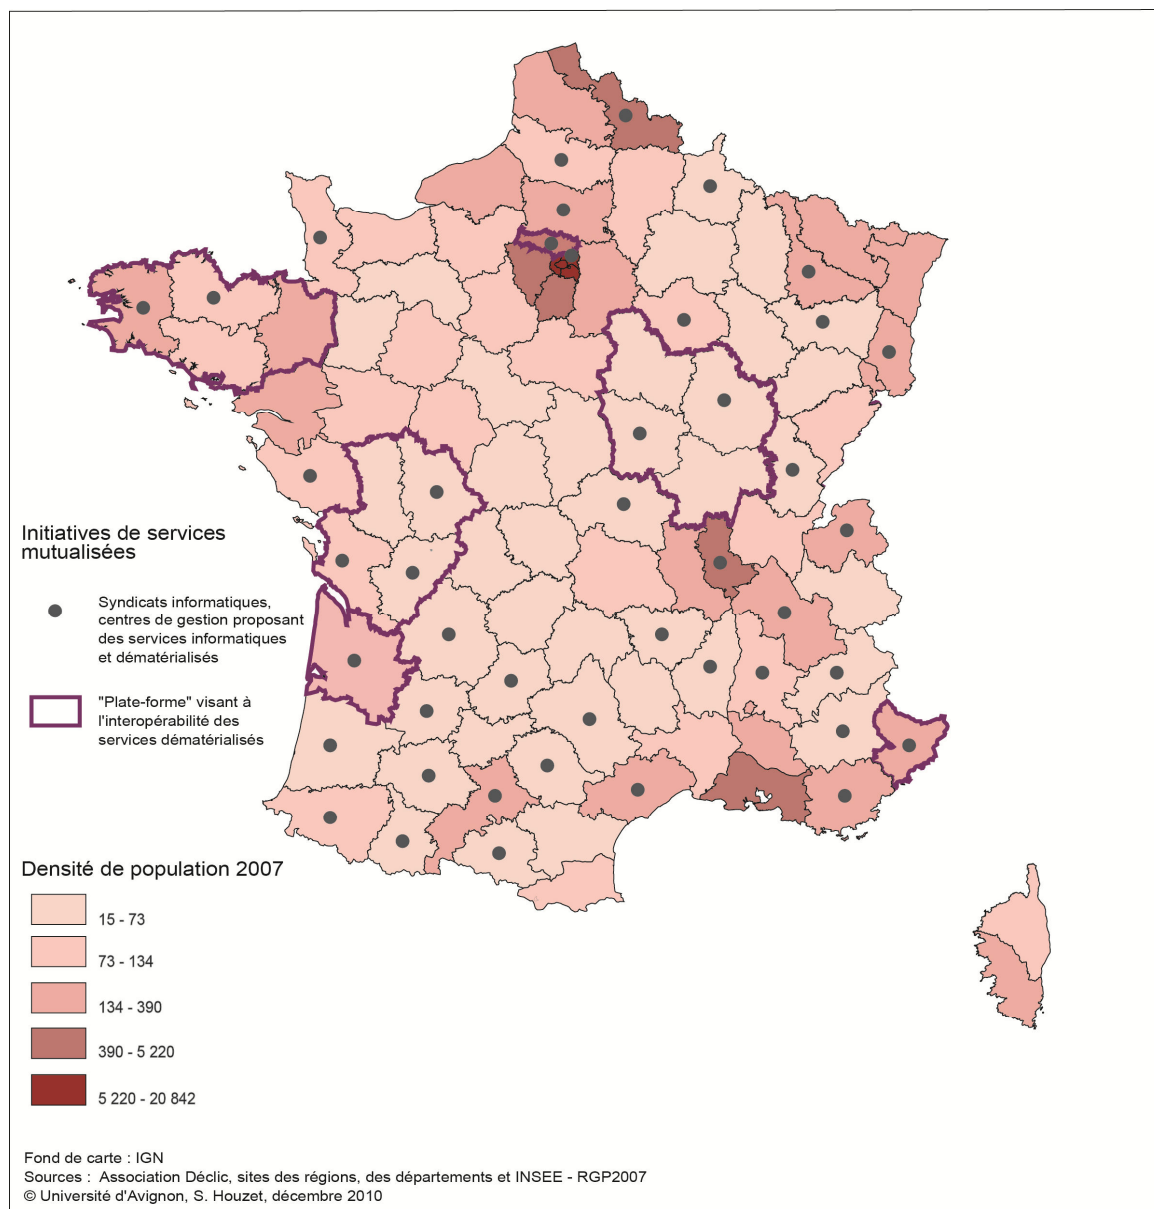 Initiatives de services
mutualisées
Syndicats informatiques,
centres de gestion proposant
des services informatiques
et dématérialisés
"Plate-forme" visant à
l'interopérabilité des
services dématérialisés
Densité de population 2007
15 - 73
73 - 134
134 - 390
390 - 5 220
5 220 - 20 842
Fond de carte : IGN
Sources : Association Déclic, sites des régions, des départements et INSEE - RGP2007
© Université d'Avignon, S. Houzet, décembre 2010